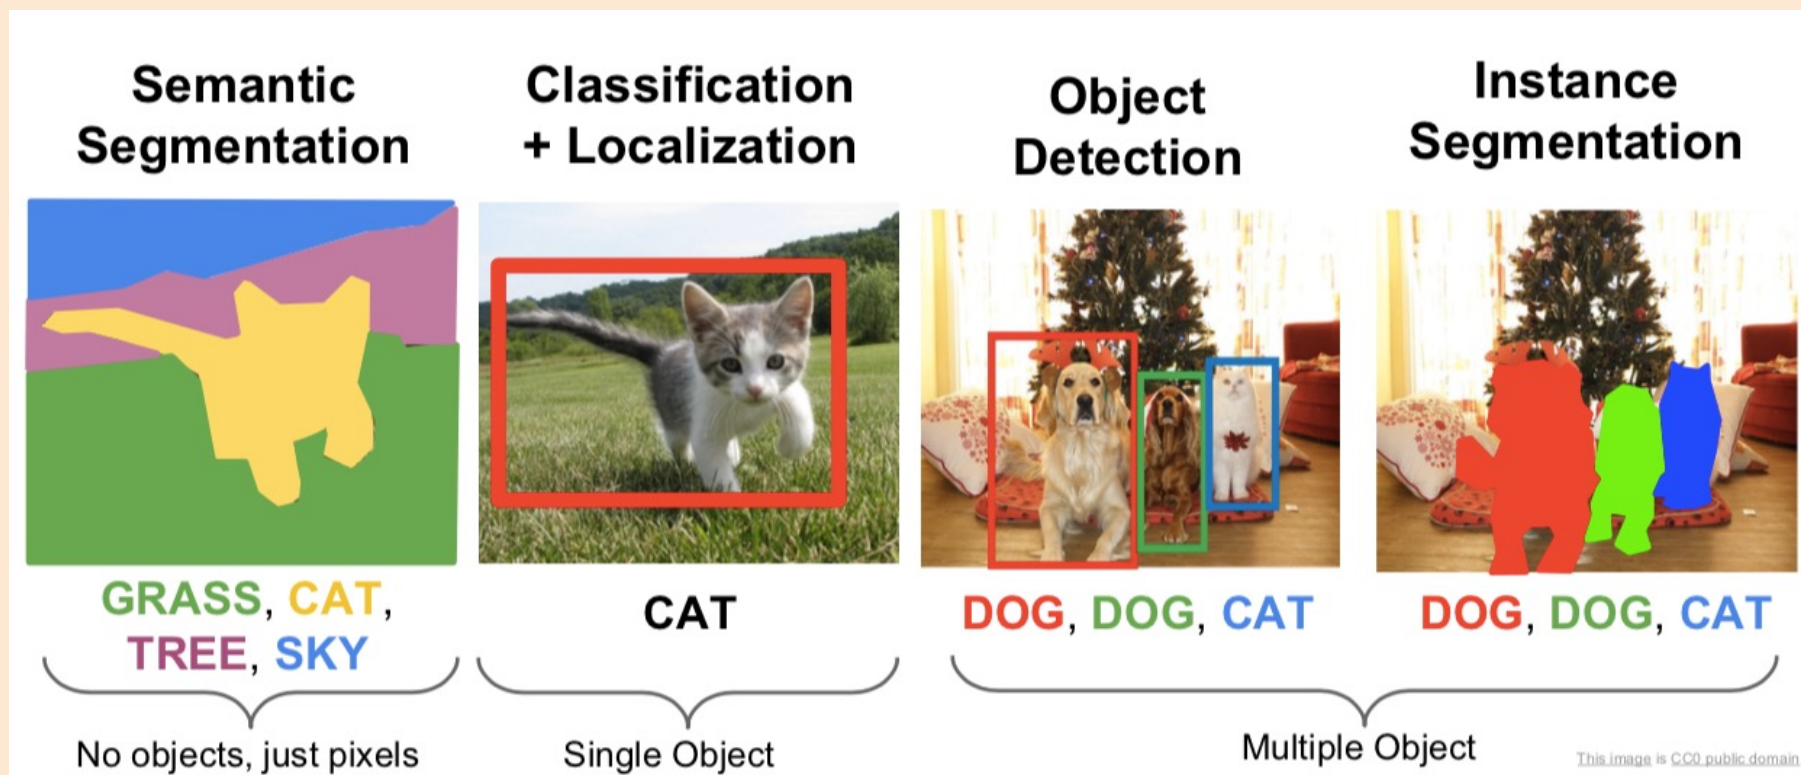 Semantic
Segmentation
Classification
+ Localization
Object
Detection
Instance
Segmentation
GRASS, CAT,
TREE, SKY
CAT
DOG, DOG, CAT
DOG, DOG, CAT
No objects, just pixels
Single Object
Multiple Object
This image is CC0 public domain